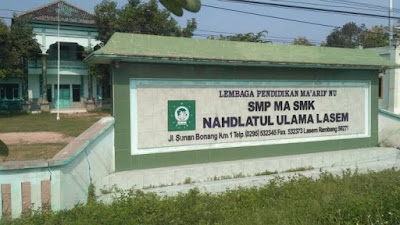 LEMBAGA PENDIDIKAN MA'ARIF NU
SMP MA SMK
NAHDLATUL ULAMA LASEM
Jl. Sunan Bonang Km.1 Telp.(0295) 532345 Fax. 532373 Lasem Rembang 59271